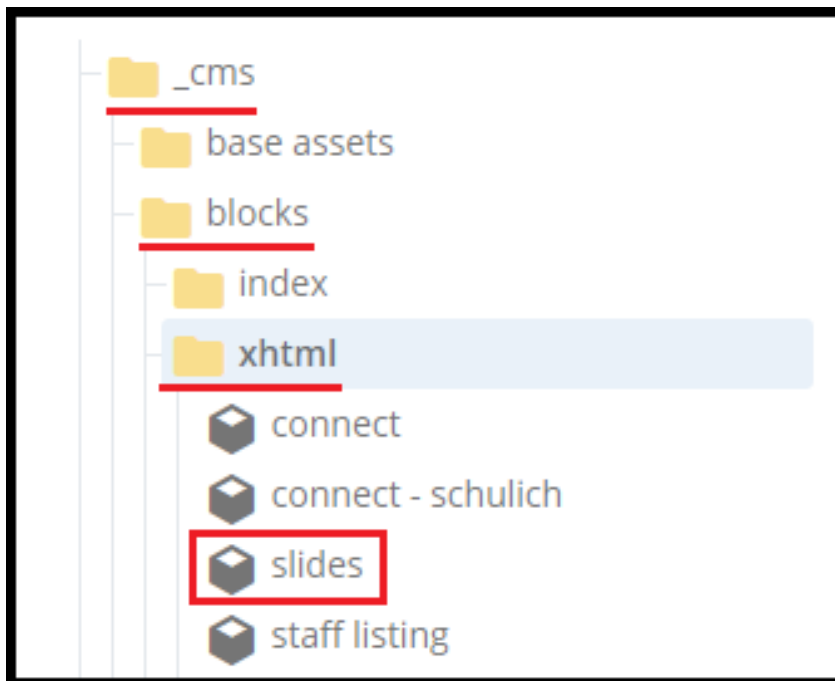 _cms
base assets
blocks
index
xhtml
connect
connect - schulich
slides
staff listing